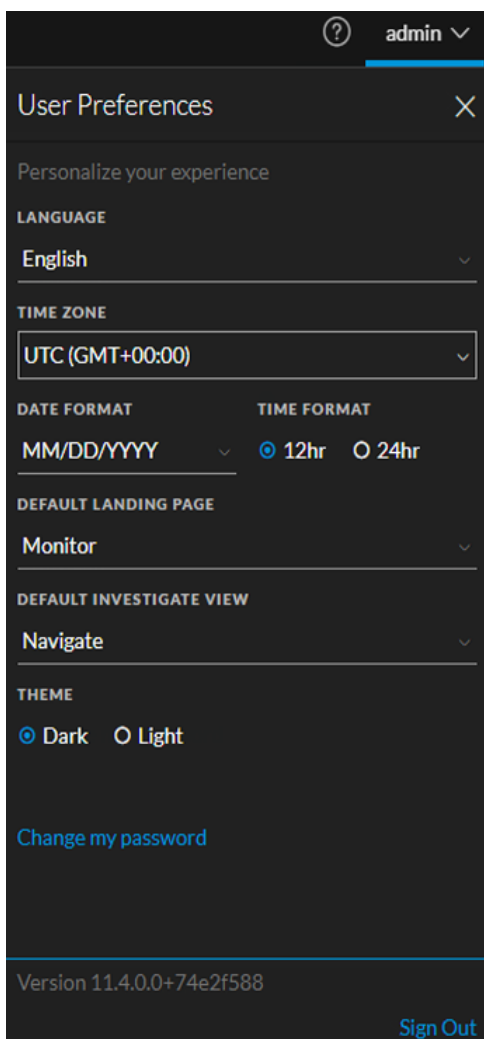 admin
User Preferences
Personalize your experience
LANGUAGE
English
TIME ZONE
UTC (GMT+00:00)
DATE FORMAT TIME FORMAT
MM/DD/YYYY 12hr 24hr
DEFAULT LANDING PAGE
Monitor
DEFAULT INVESTIGATE VIEW
Navigate
THEME
Dark Light
Change my password
Version 11.4.0.0+74e2f588
Sign Out